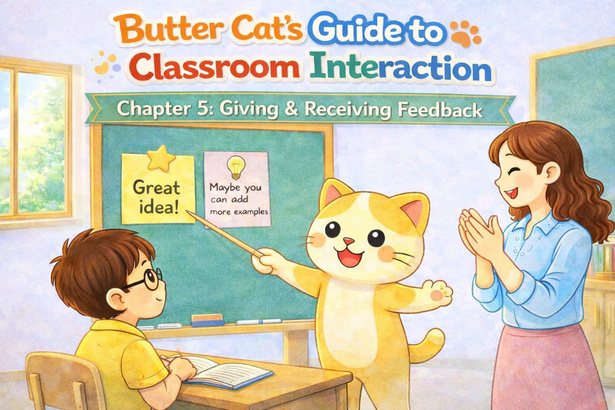 Butter Cat's Guide to
Classroom Interaction
Chapter 5: Giving & Receiving Feedback
Great
idea!
Maybe you
can add
more examples